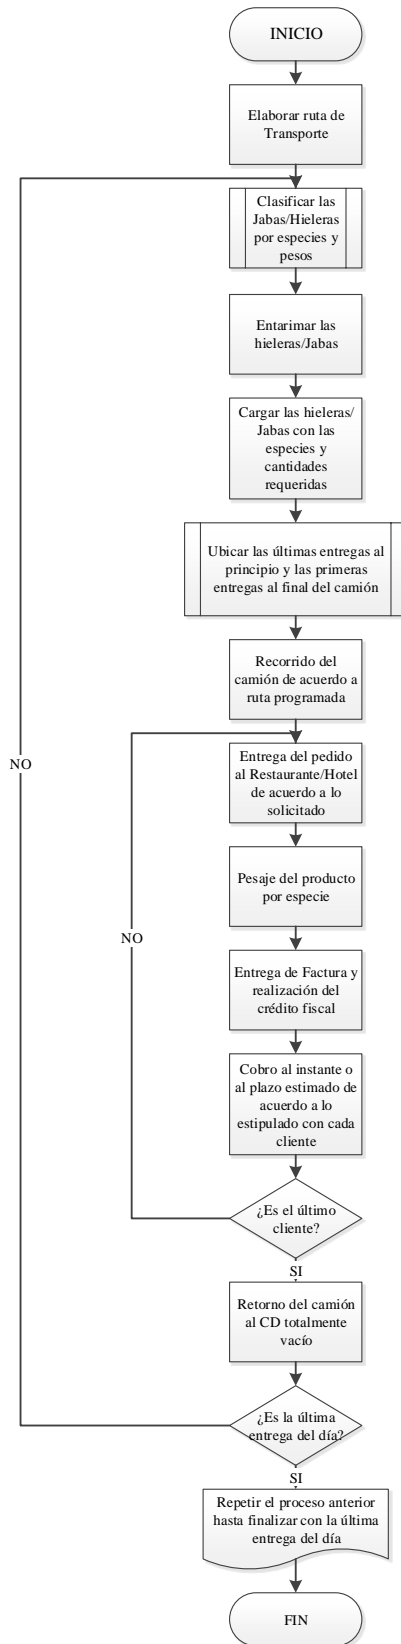 INICIO
Elaborar ruta de
Transporte
Clasificar las
Jabas/Hieleras
por especies y
pesos
Entarimar las
hieleras/Jabas
Cargar las hieleras/
Jabas con las
especies y
cantidades
requeridas
Ubicar las últimas entregas al
principio y las primeras
entregas al final del camión
Recorrido del
camión de acuerdo a
ruta programada
NO
Entrega del pedido
al Restaurante/Hotel
de acuerdo a lo
solicitado
Pesaje del producto
por especie
NO
Entrega de Factura y
realización del
crédito fiscal
Cobro al instante o
al plazo estimado de
acuerdo a lo
estipulado con cada
cliente
¿Es el último
cliente?
SI
Retorno del camión
al CD totalmente
vacío
¿Es la última
entrega del día?
SI
Repetir el proceso anterior
hasta finalizar con la última
entrega del día
FIN